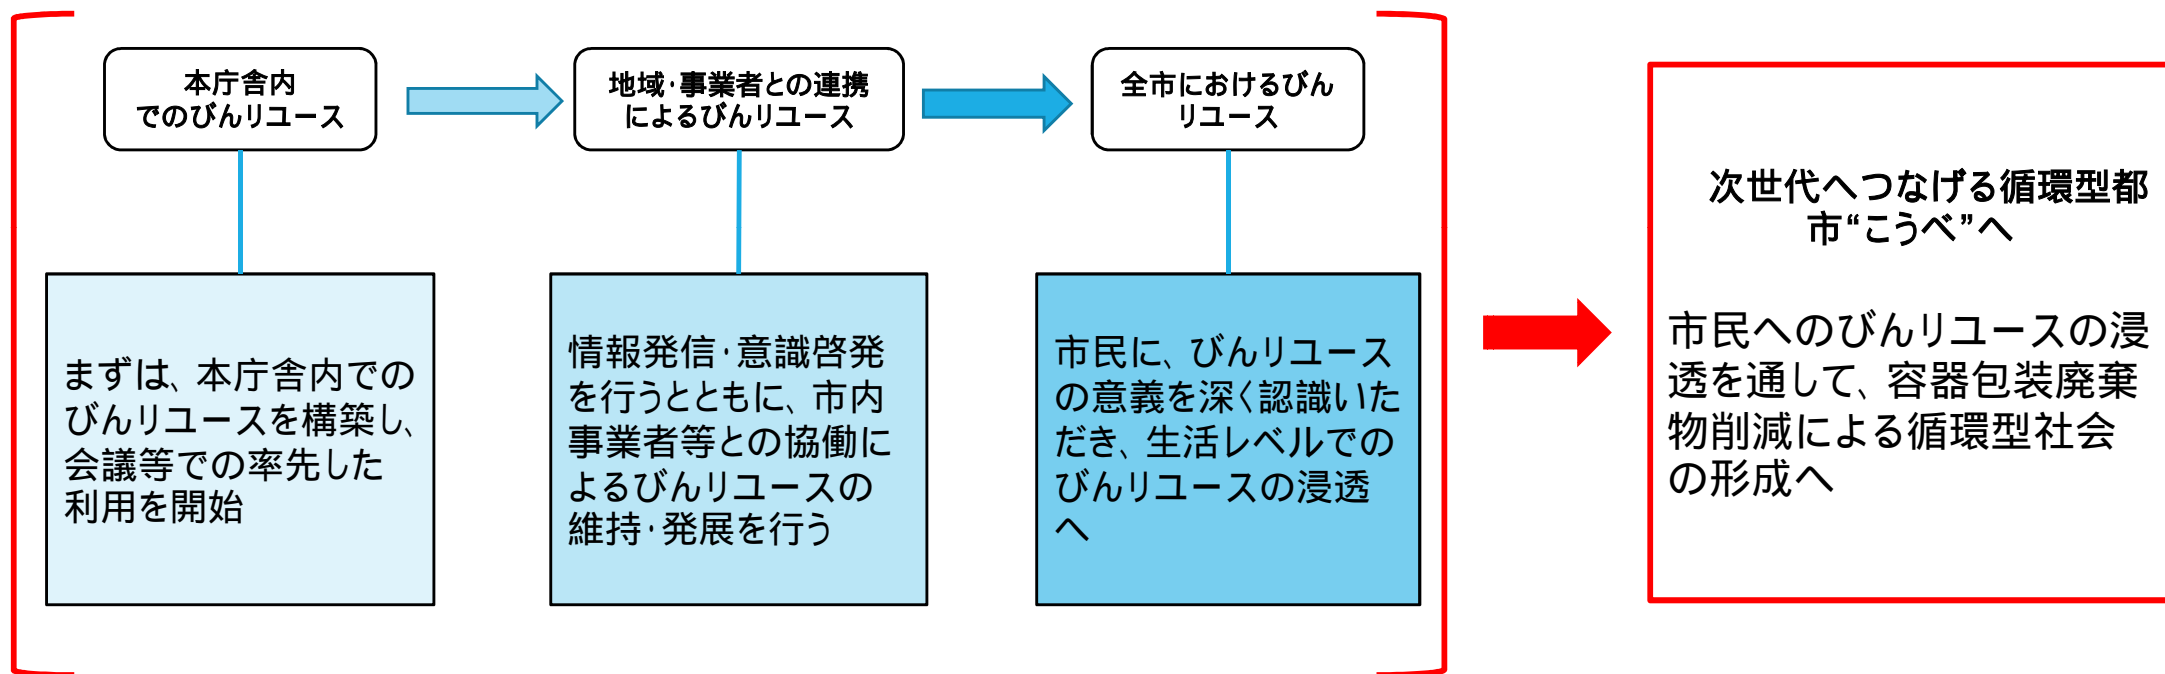 本庁舎内
でのびんリユース
地域・事業者との連携
によるびんリユース
全市におけるびん
リユース
まずは、本庁舎内での
びんリユースを構築し、
会議等での率先した
利用を開始
情報発信・意識啓発
を行うとともに、市内
事業者等との協働に
よるびんリユースの
維持・発展を行う
市民に、びんリユース
の意義を深く認識いた
だき、生活レベルでの
びんリユースの浸透
へ
次世代へつなげる循環型都
市“こうべ”へ
市民へのびんリユースの浸
透を通して、容器包装廃棄
物削減による循環型社会
の形成へ